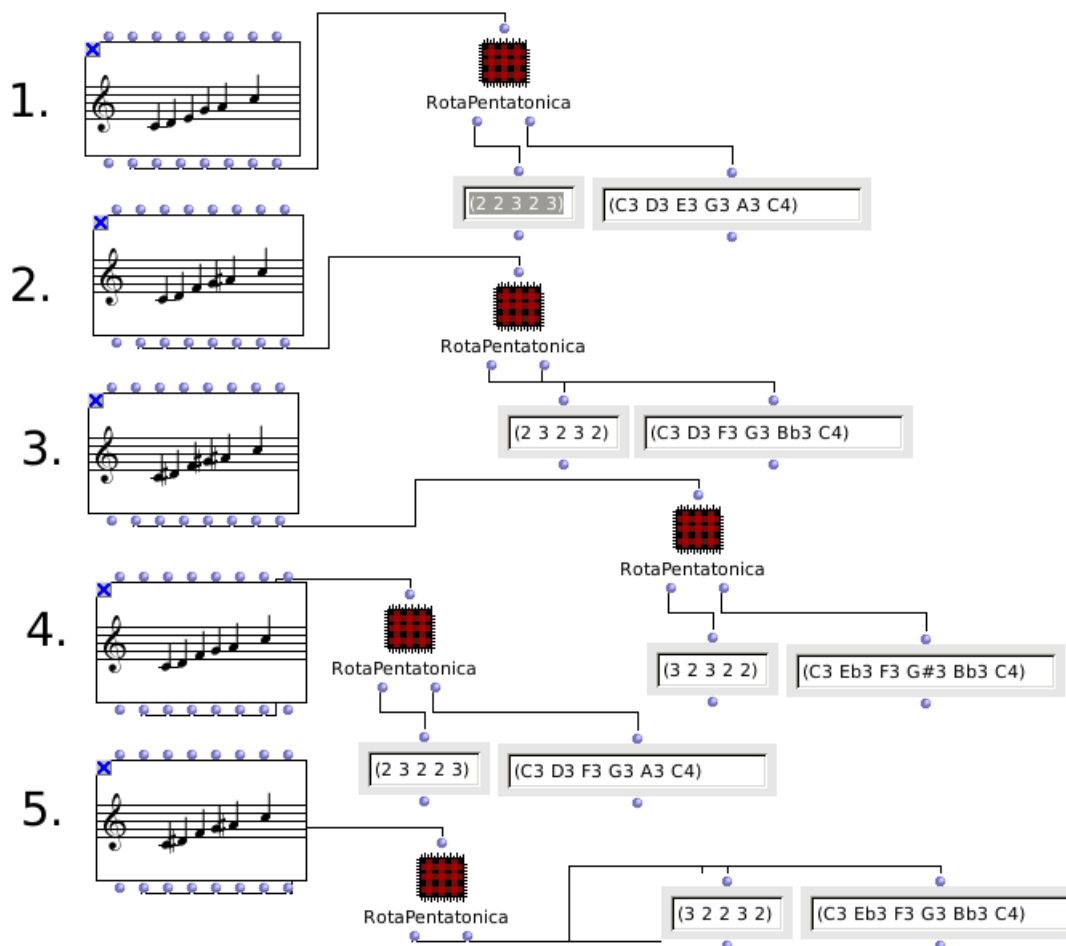 1.
RotaPentatonica
(2 2 3 2 3)
(C3 D3 E3 G3 A3 C4)
2.
RotaPentatonica
(2 3 2 3 2)
(C3 D3 F3 G3 Bb3 C4)
3.
RotaPentatonica
(3 2 3 2 2)
(C3 Eb3 F3 G#3 Bb3 C4)
4.
RotaPentatonica
(2 3 2 2 3)
(C3 D3 F3 G3 A3 C4)
5.
RotaPentatonica
(3 2 2 3 2)
(C3 Eb3 F3 G3 Bb3 C4)